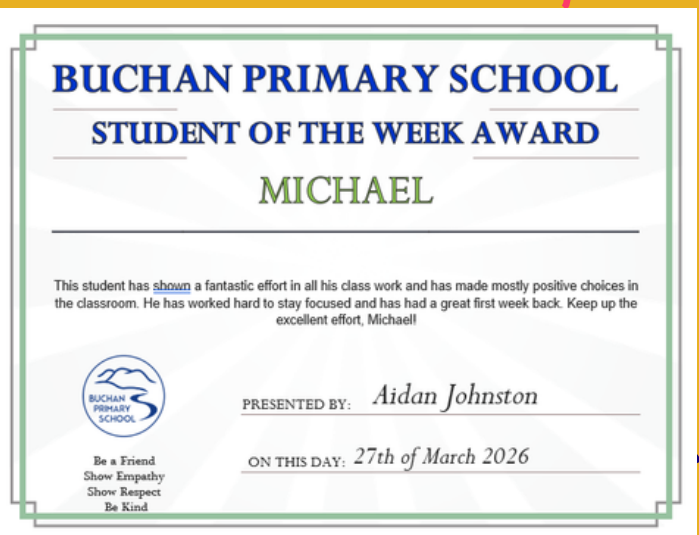 BUCHAN PRIMARY SCHOOL
STUDENT OF THE WEEK AWARD
MICHAEL
This student has shown a fantastic effort in all his class work and has made mostly positive choices in
the classroom. He has worked hard to stay focused and has had a great first week back. Keep up the
excellent effort, Michael!
BUCHAN
PRIMARY
SCHOOL
PRESENTED BY: Aidan Johnston
ON THIS DAY: 27th of March 2026
Be a Friend
Show Empathy
Show Respect
Be Kind